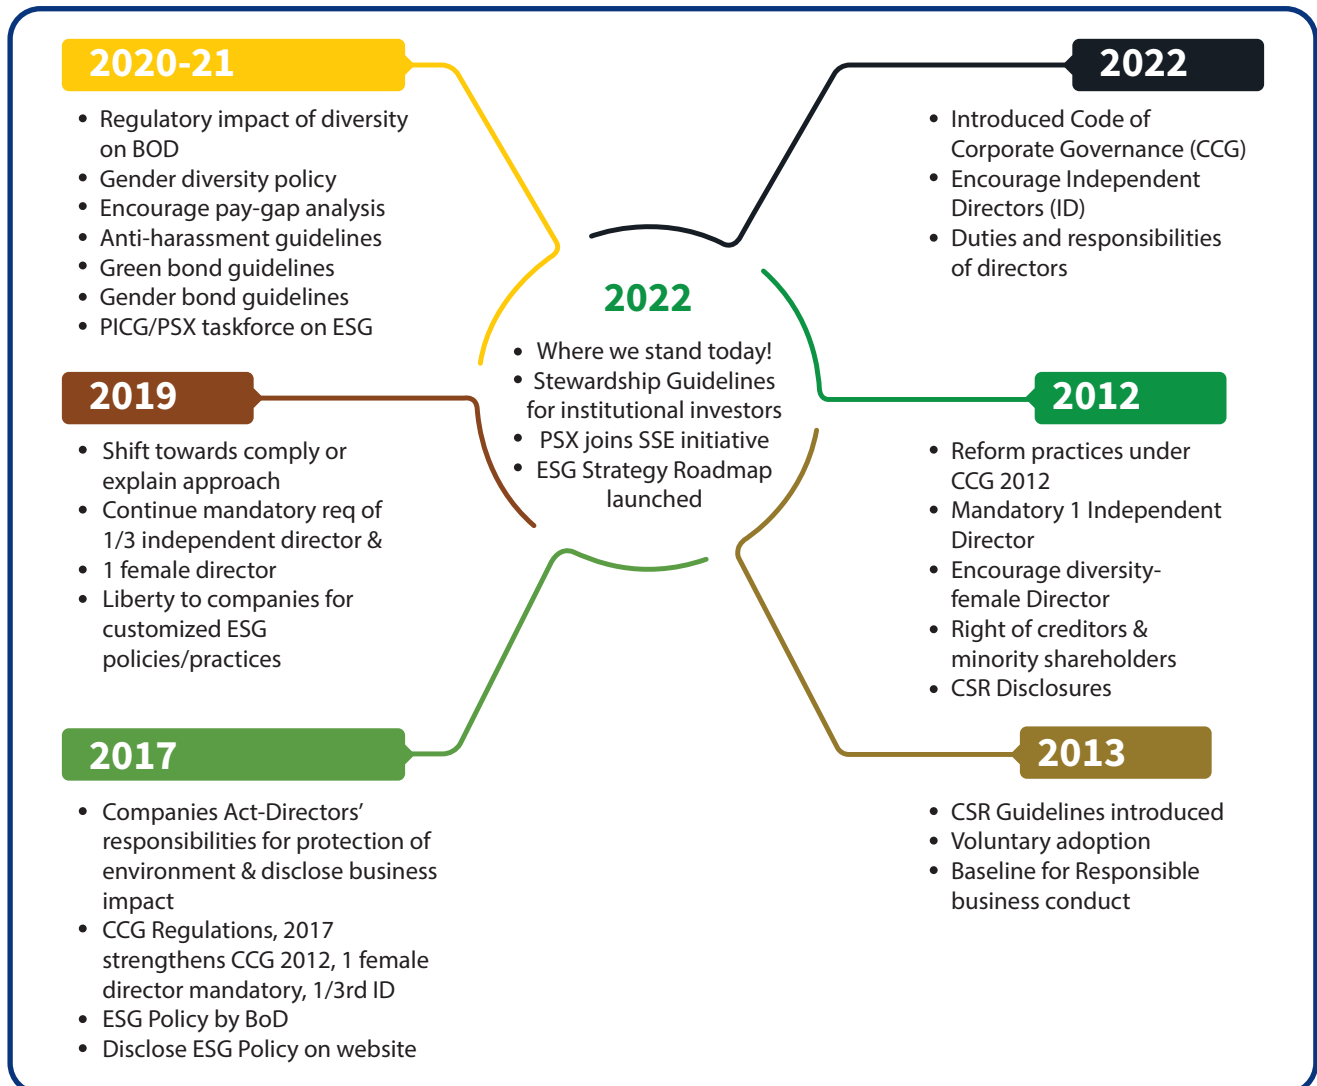 2020-21
• Regulatory impact of diversity
on BOD
• Gender diversity policy
• Encourage pay-gap analysis
• Anti-harassment guidelines
• Green bond guidelines
• Gender bond guidelines
• PICG/PSX taskforce on ESG
2019
• Shift towards comply or
explain approach
• Continue mandatory req of
1/3 independent director &
• 1 female director
• Liberty to companies for
customized ESG
policies/practices
2017
• Companies Act-Directors’
responsibilities for protection of
environment & disclose business
impact
• CCG Regulations, 2017
strengthens CCG 2012, 1 female
director mandatory, 1/3rd ID
• ESG Policy by BoD
• Disclose ESG Policy on website
2022
• Where we stand today!
• Stewardship Guidelines
for institutional investors
• PSX joins SSE initiative
• ESG Strategy Roadmap
launched
2022
• Introduced Code of
Corporate Governance (CCG)
• Encourage Independent
Directors (ID)
• Duties and responsibilities
of directors
2012
• Reform practices under
CCG 2012
• Mandatory 1 Independent
Director
• Encourage diversity-
female Director
• Right of creditors &
minority shareholders
• CSR Disclosures
2013
• CSR Guidelines introduced
• Voluntary adoption
• Baseline for Responsible
business conduct